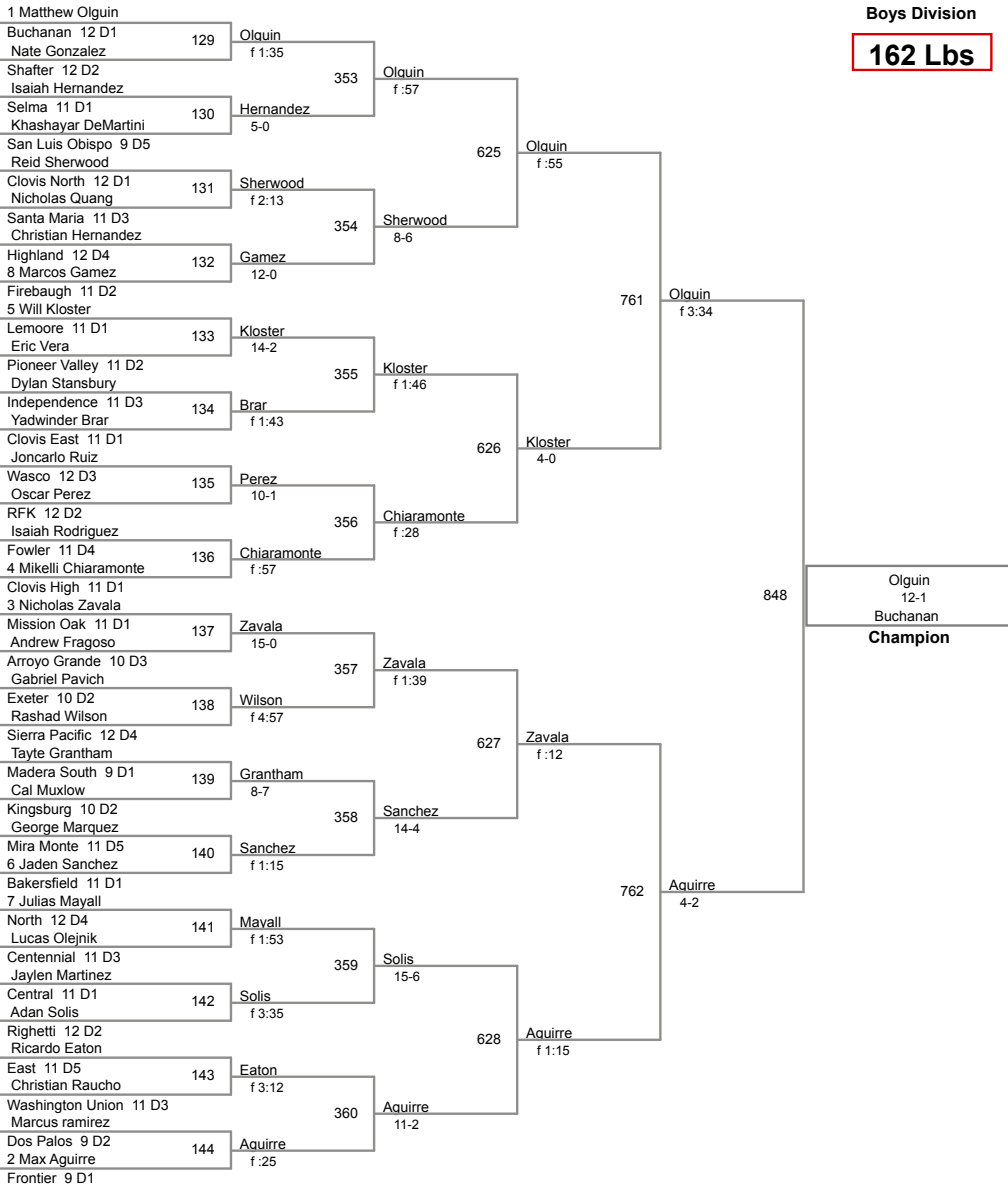 1 Matthew Olguin
Buchanan 12 D1
Nate Gonzalez
Shafter 12 D2
Isaiah Hernandez
Selma 11 D1
Khashayar DeMartini
San Luis Obispo 9 D5
Reid Sherwood
Clovis North 12 D1
Nicholas Quang
Santa Maria 11 D3
Christian Hernandez
Highland 12 D4
8 Marcos Gamez
Firebaugh 11 D2
5 Will Kloster
Lemoore 11 D1
Eric Vera
Pioneer Valley 11 D2
Dylan Stansbury
Independence 11 D3
Yadwinder Brar
Clovis East 11 D1
Joncarlo Ruiz
Wasco 12 D3
Oscar Perez
RFK 12 D2
Isaiah Rodriguez
Fowler 11 D4
4 Mikelli Chiaramonte
Clovis High 11 D1
3 Nicholas Zavala
Mission Oak 11 D1
Andrew Fragoso
Arroyo Grande 10 D3
Gabriel Pavich
Exeter 10 D2
Rashad Wilson
Sierra Pacific 12 D4
Tayte Grantham
Madera South 9 D1
Cal Muxlow
Kingsburg 10 D2
George Marquez
Mira Monte 11 D5
6 Jaden Sanchez
Bakersfield 11 D1
7 Julias Mayall
North 12 D4
Lucas Olejnik
Centennial 11 D3
Jaylen Martinez
Central 11 D1
Adan Solis
Righetti 12 D2
Ricardo Eaton
East 11 D5
Christian Raucho
Washington Union 11 D3
Marcus ramirez
Dos Palos 9 D2
2 Max Aguirre
Frontier 9 D1
129
130
131
132
133
134
135
136
137
138
139
140
141
142
143
144
Olguin
f 1:35
Hernandez
5-0
Sherwood
f 2:13
Gamez
12-0
Kloster
14-2
Brar
f 1:43
Perez
10-1
Chiaramonte
f :57
Zavala
15-0
Wilson
f 4:57
Grantham
8-7
Sanchez
f 1:15
Mayall
f 1:53
Solis
f 3:35
Eaton
f 3:12
Aguirre
f :25
353
354
355
356
357
358
359
360
Olguin
f :57
Sherwood
8-6
Kloster
f 1:46
Chiaramonte
f :28
Zavala
f 1:39
Sanchez
14-4
Solis
15-6
Aguirre
11-2
625
626
627
628
Olguin
f :55
Kloster
4-0
Zavala
f :12
Aguirre
f 1:15
761
762
Olguin
f 3:34
Aguirre
4-2
848
Olguin
12-1
Buchanan
Champion
Boys Division
162 Lbs